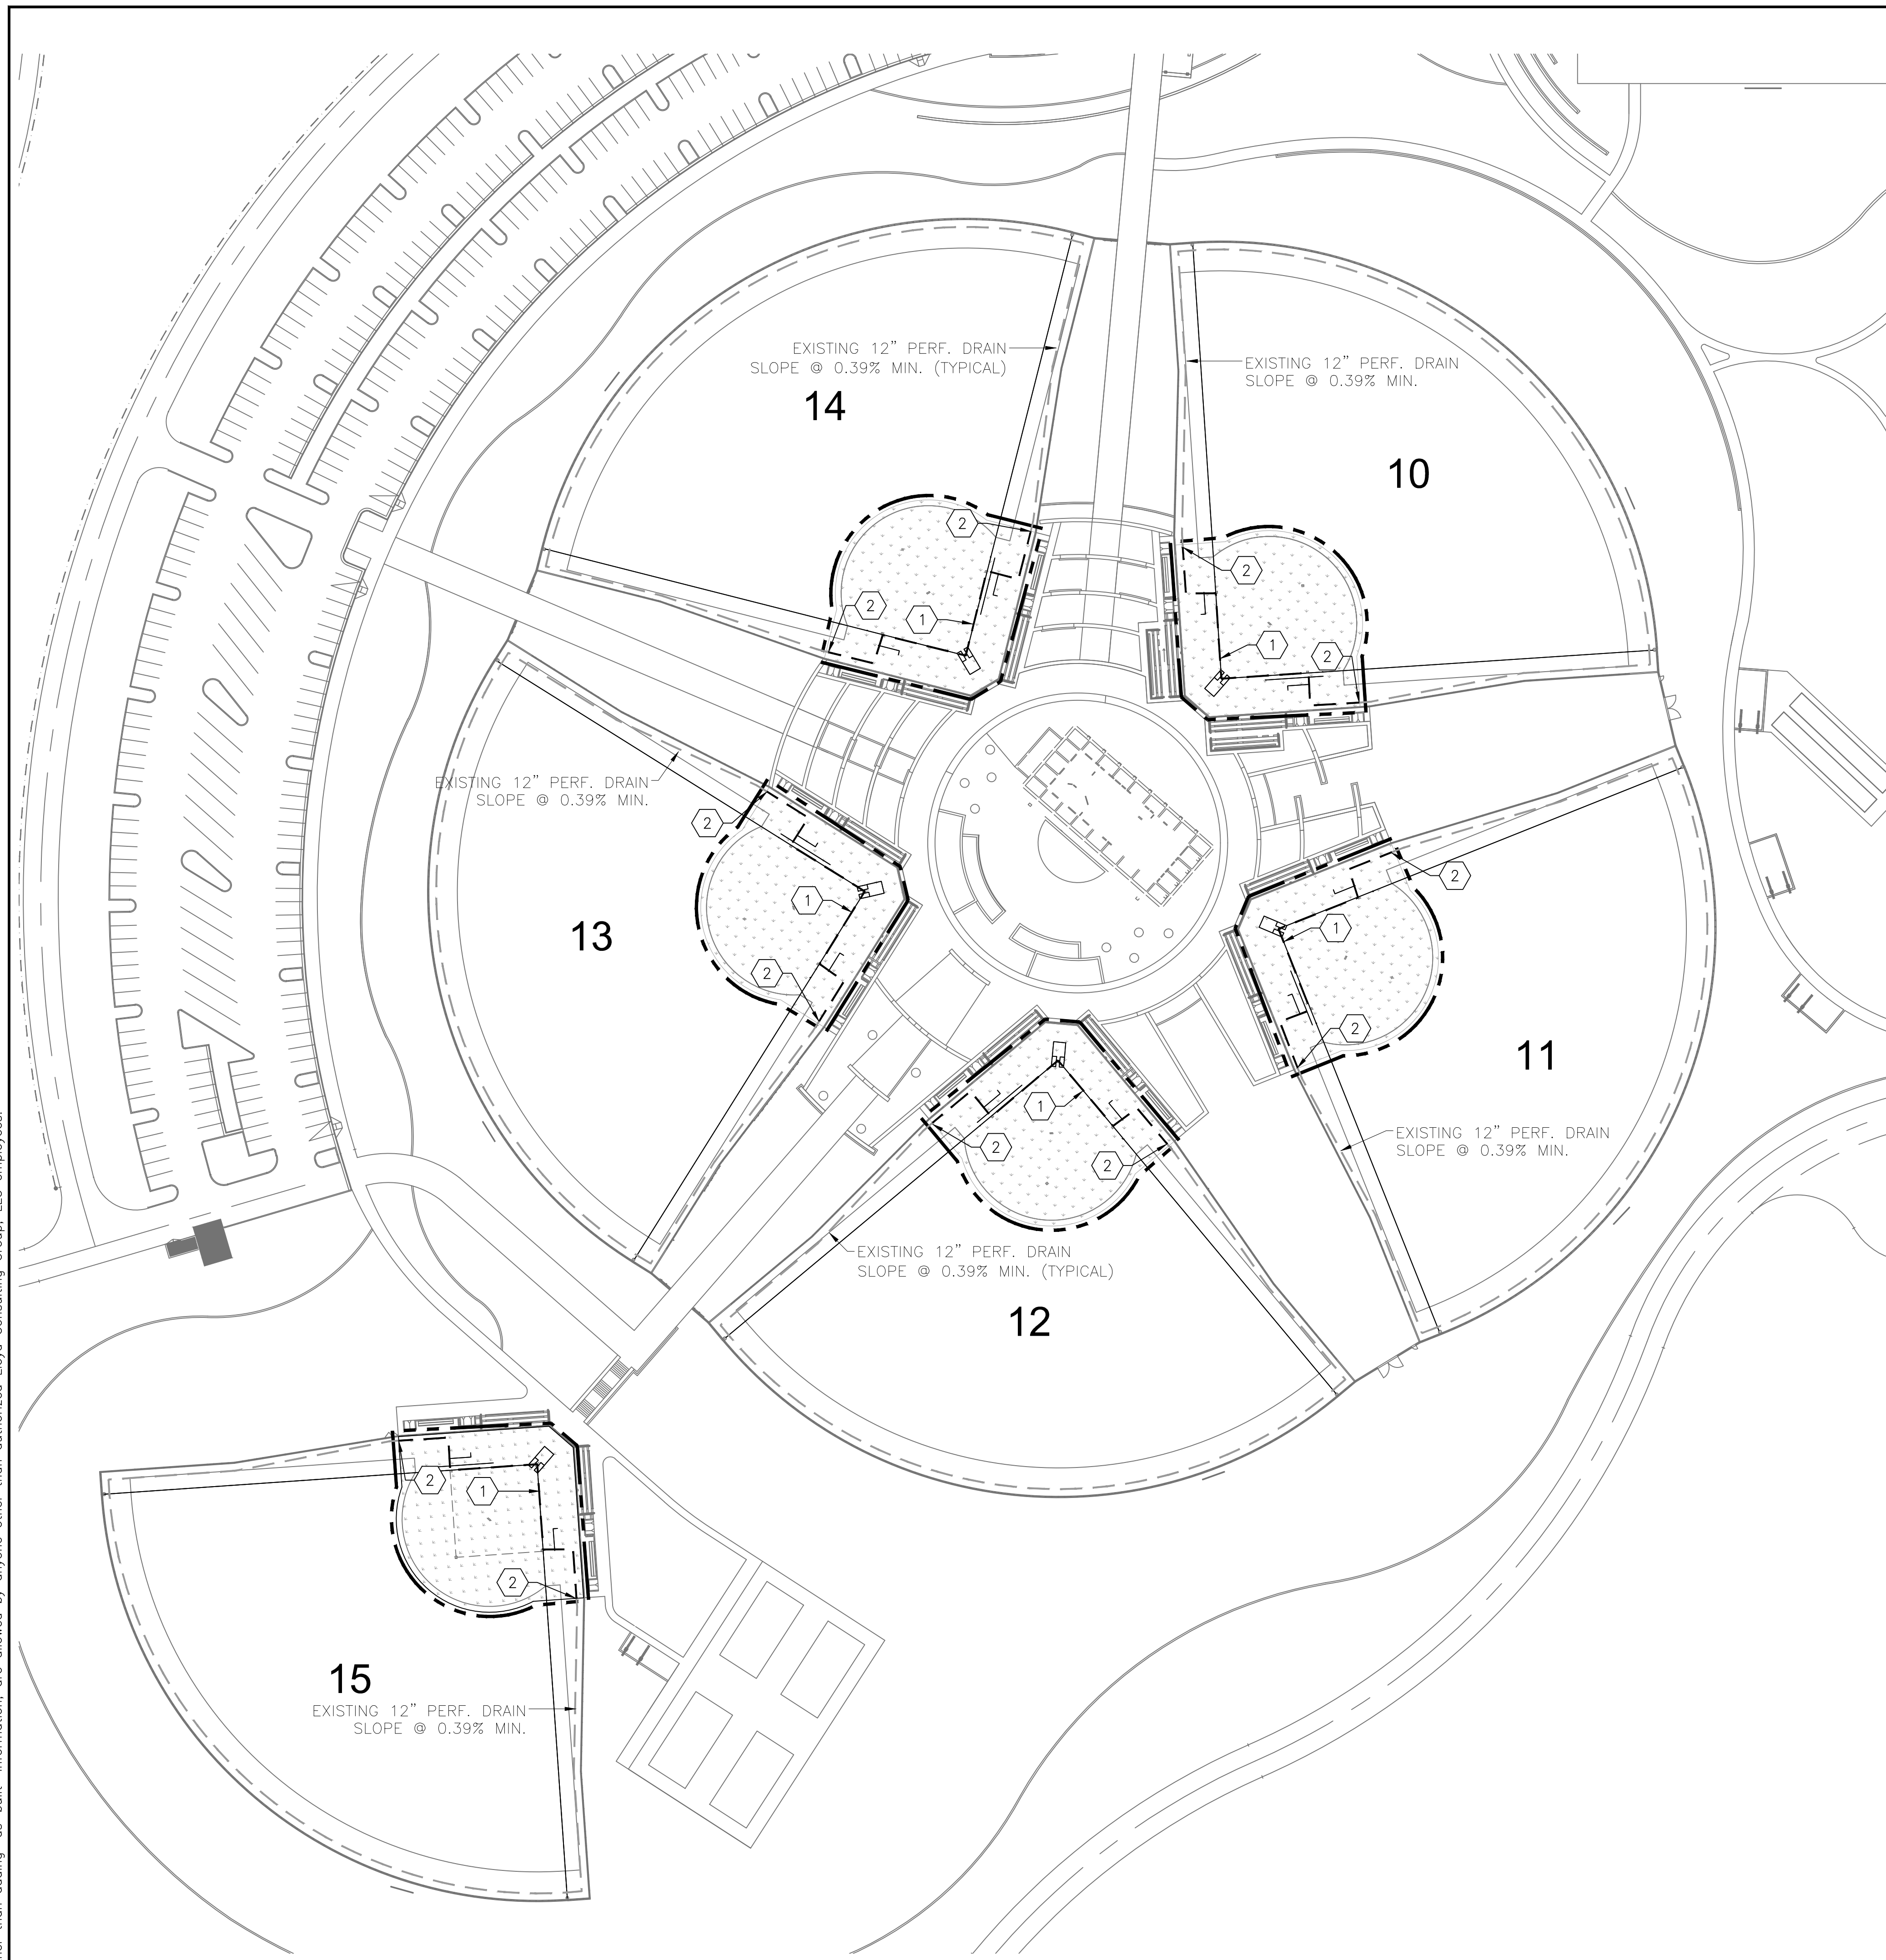 EXISTING 12" PERF. DRAIN
SLOPE @ 0.39% MIN. (TYPICAL)
14
EXISTING 12" PERF. DRAIN
SLOPE @ 0.39% MIN.
10
2
2
1
2
1
2
EXISTING 12" PERF. DRAIN
SLOPE @ 0.39% MIN.
2
1
2
13
2
1
2
11
EXISTING 12" PERF. DRAIN
SLOPE @ 0.39% MIN.
1
2
2
EXISTING 12" PERF. DRAIN
SLOPE @ 0.39% MIN. (TYPICAL)
12
2
1
2
15
EXISTING 12" PERF. DRAIN
SLOPE @ 0.39% MIN.